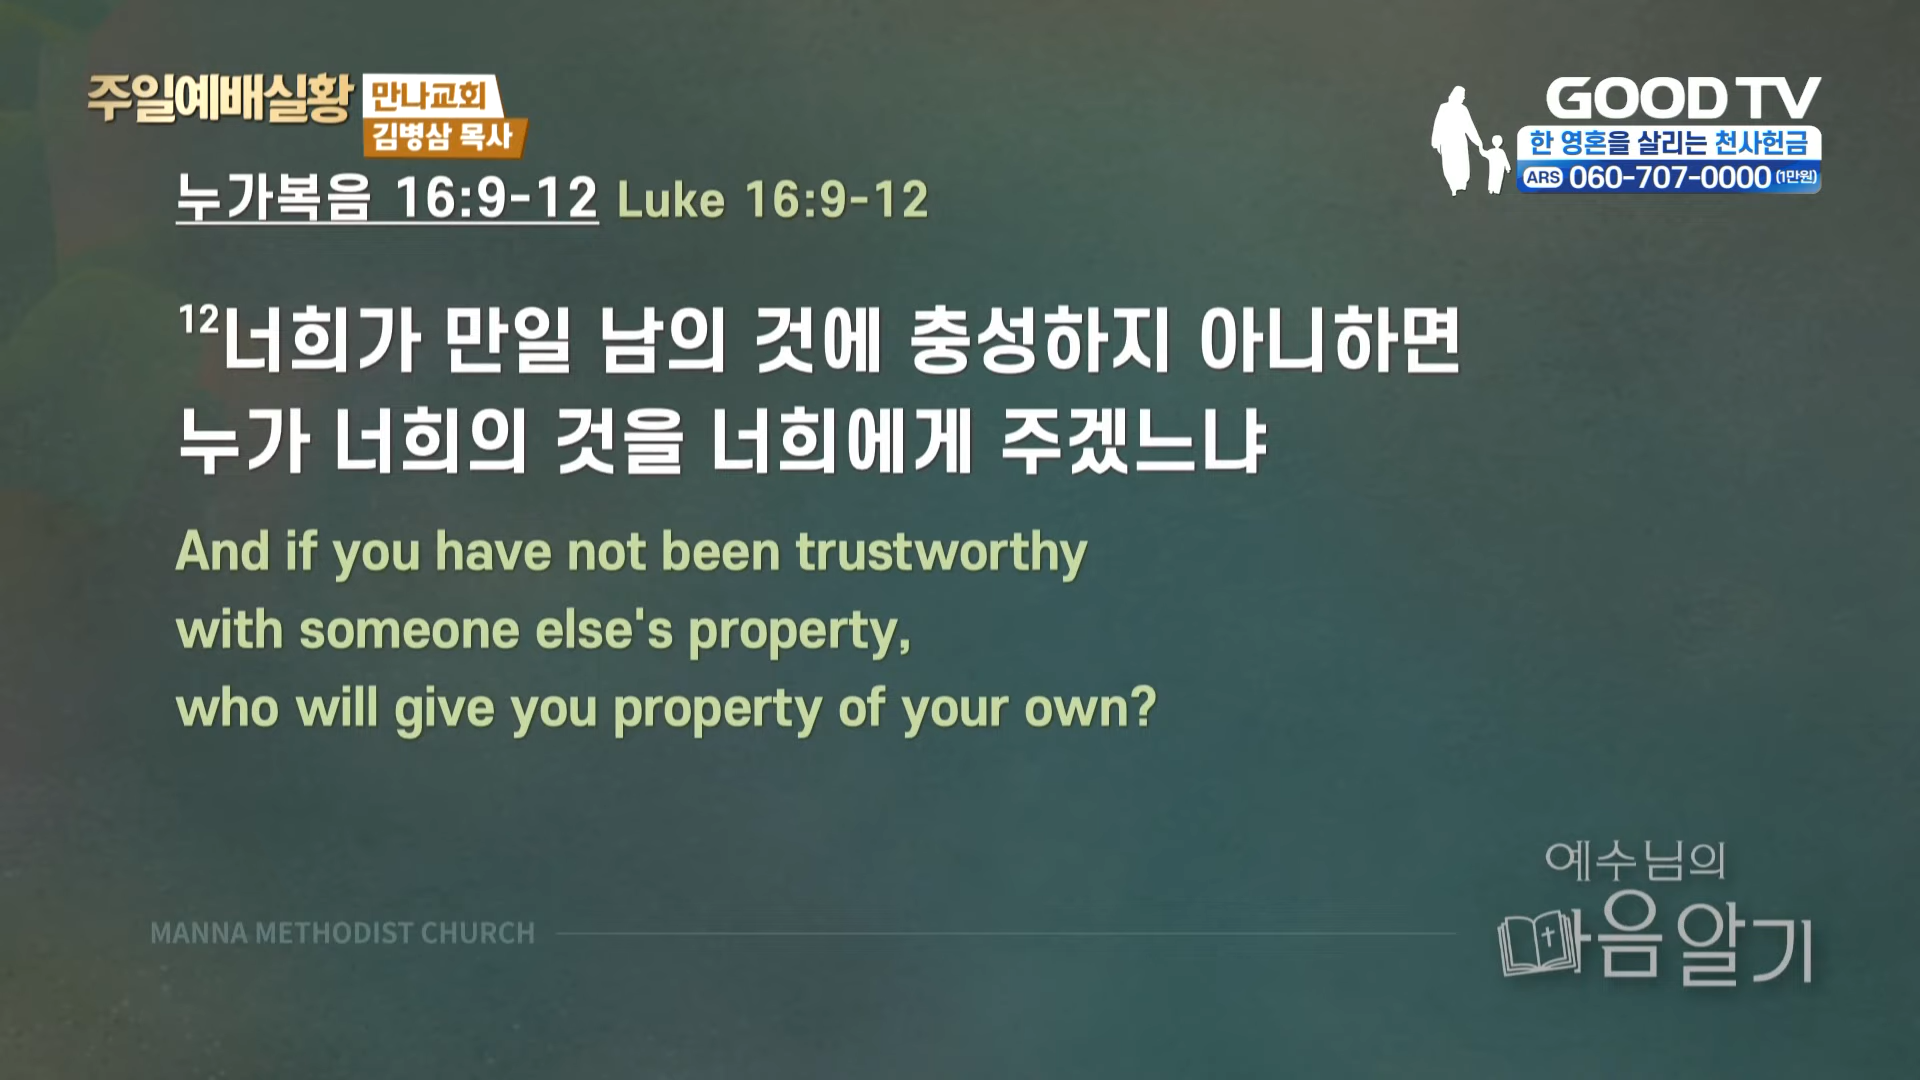 주일예배실황
만나교회
김병삼 목사
GOOD TV
한 영혼을 살리는 천사헌금
ARS 060-707-0000 (1만원)
누가복음 16:9-12 Luke 16:9-12
12너희가 만일 남의 것에 충성하지 아니하면
누가 너희의 것을 너희에게 주겠느냐
And if you have not been trustworthy
with someone else's property,
who will give you property of your own?
예수님의
마음알기
MANNA METHODIST CHURCH